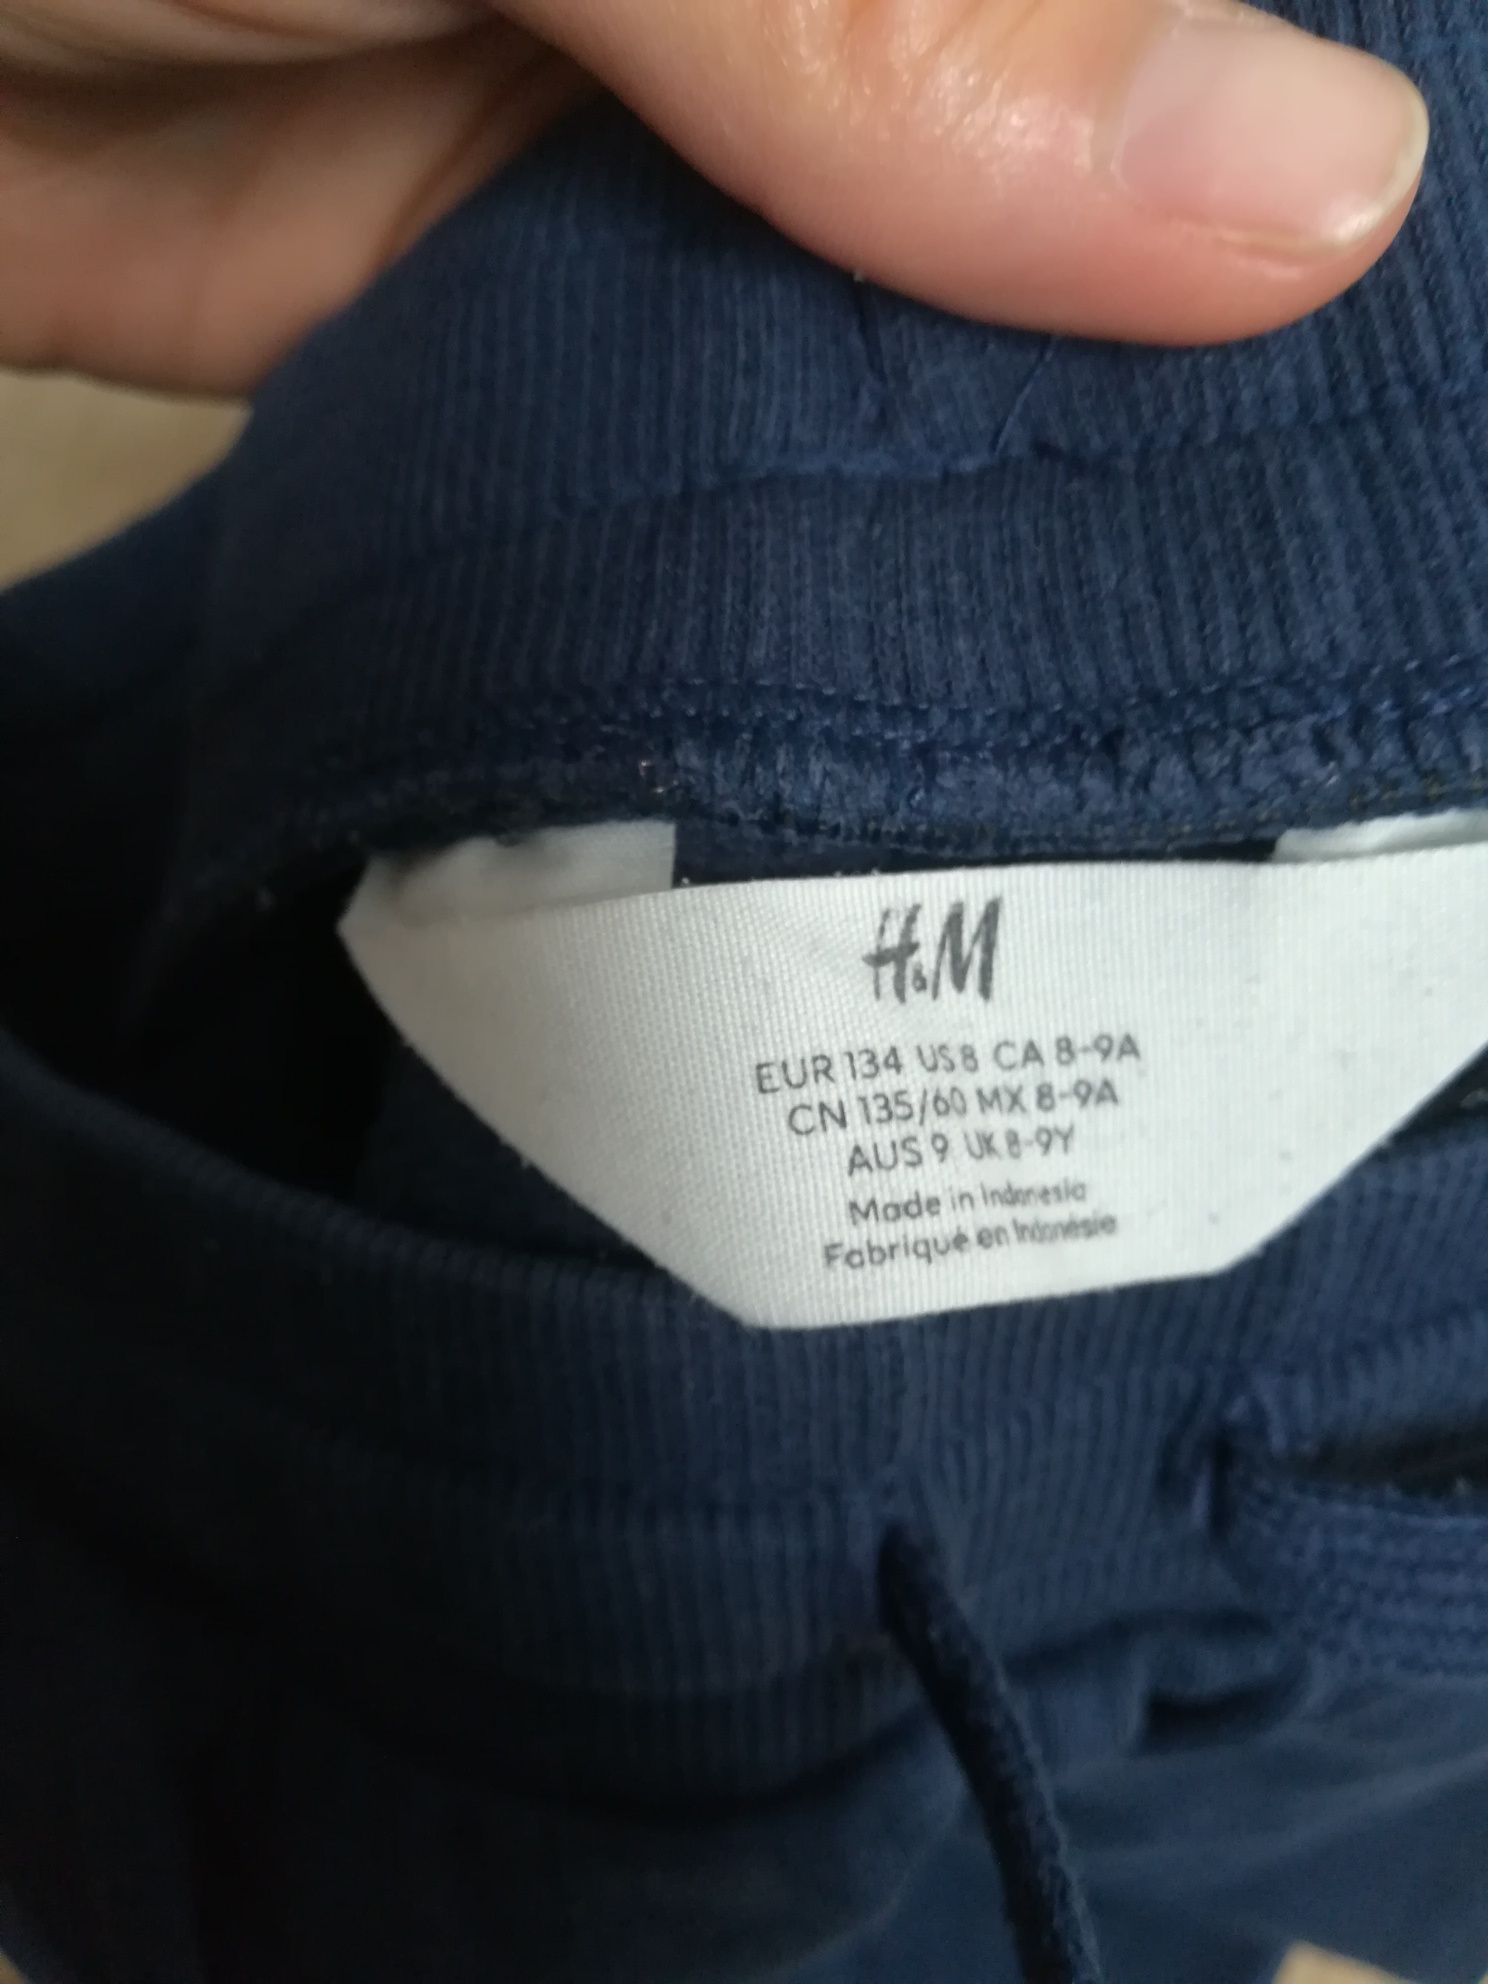 H&M
EUR 134 US 8 CA 8-9A
CN 135/60 MX 8-9A
AUS 9 UK 8-9Y
Made in Indonesia
Fabriqué en Indonésie